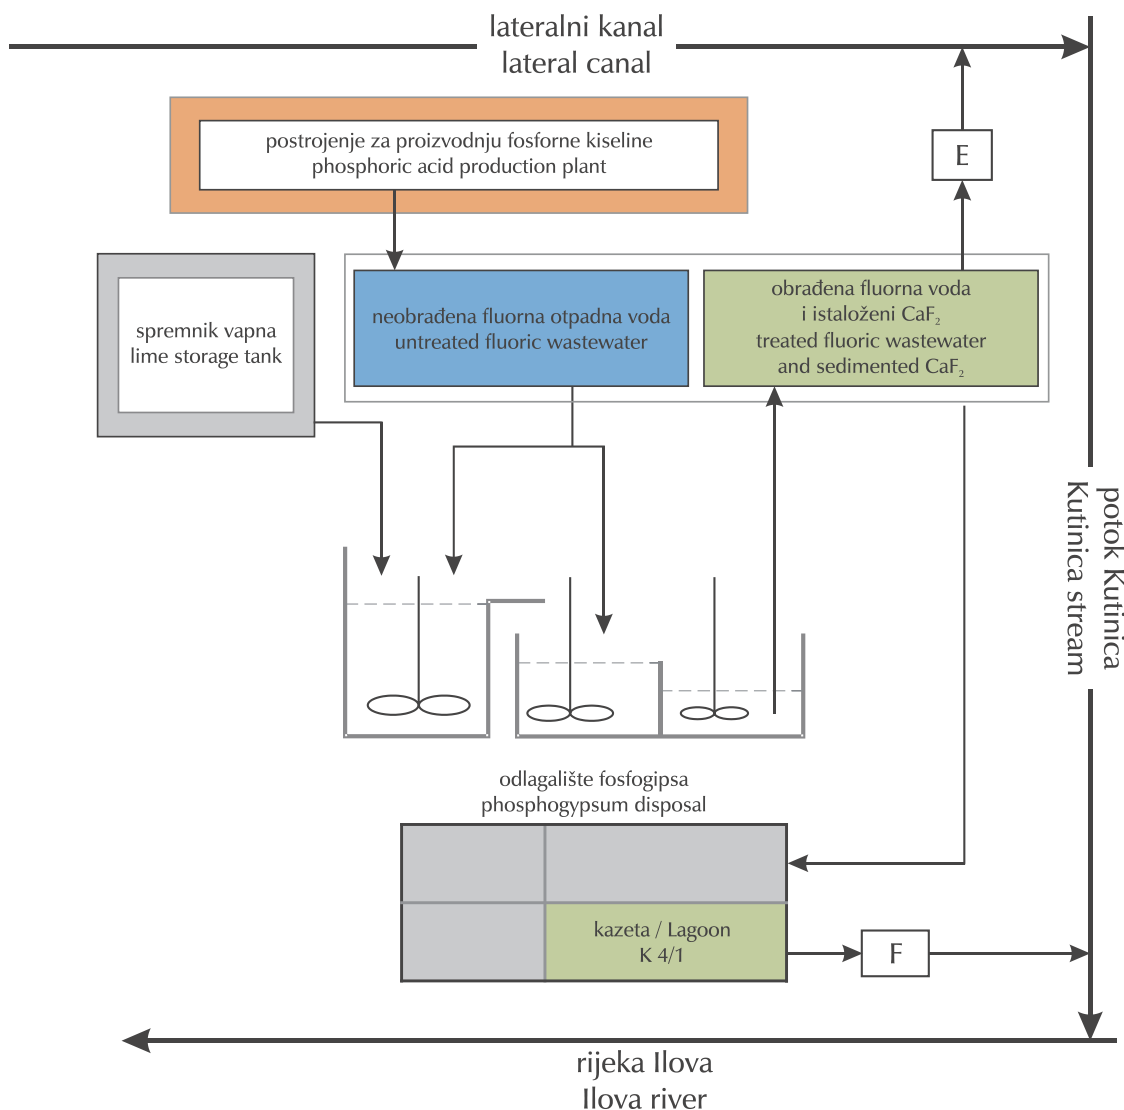 lateralni kanal
lateral canal
postrojenje za proizvodnju fosforne kiseline
phosphoric acid production plant
E
spremnik vapna
lime storage tank
neobrađena fluorna otpadna voda
untreated fluoric wastewater
obrađena fluorna voda
i istaloženi CaF₂
treated fluoric wastewater
and sedimented CaF₂
potok Kutinica
Kutinica stream
odlagalište fosfogipsa
phosphogypsum disposal
kazeta / Lagoon
K 4/1
F
rijeka Ilova
Ilova river